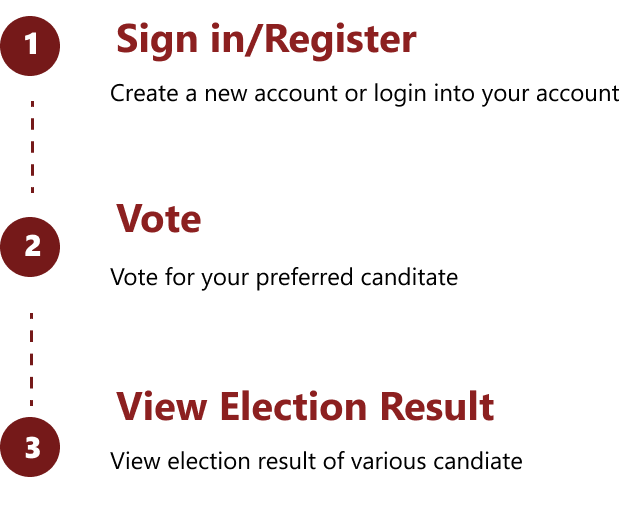 1
Sign in/Register
Create a new account or login into your account
2
Vote
Vote for your preferred canditate
3
View Election Result
View election result of various candiate